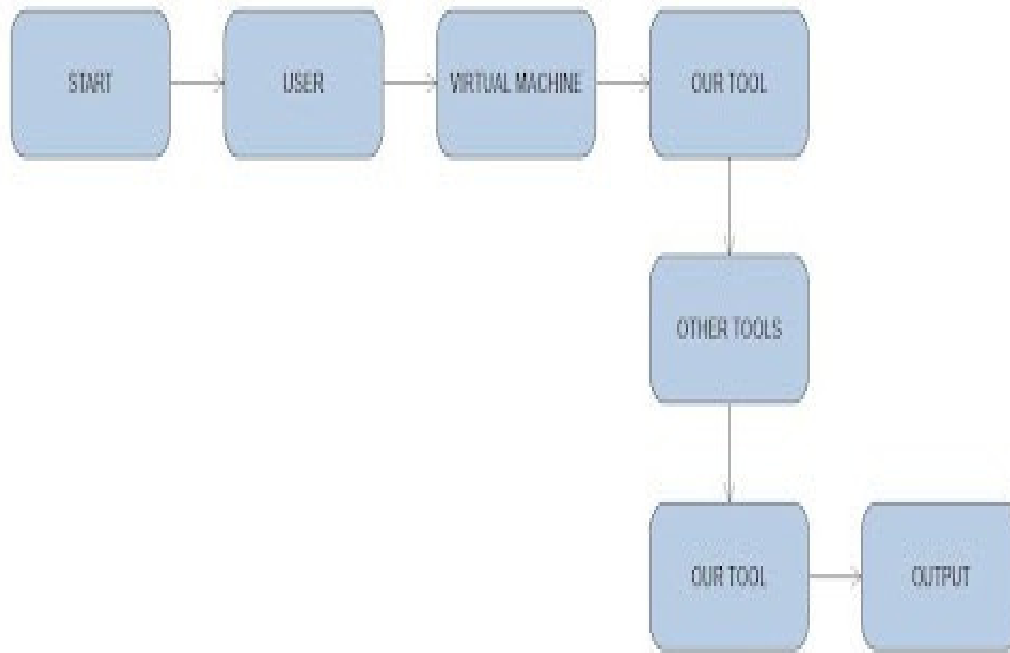 START
USER
VIRTUAL MACHINE
OUR TOOL
OTHER TOOLS
OUR TOOL
OUTPUT